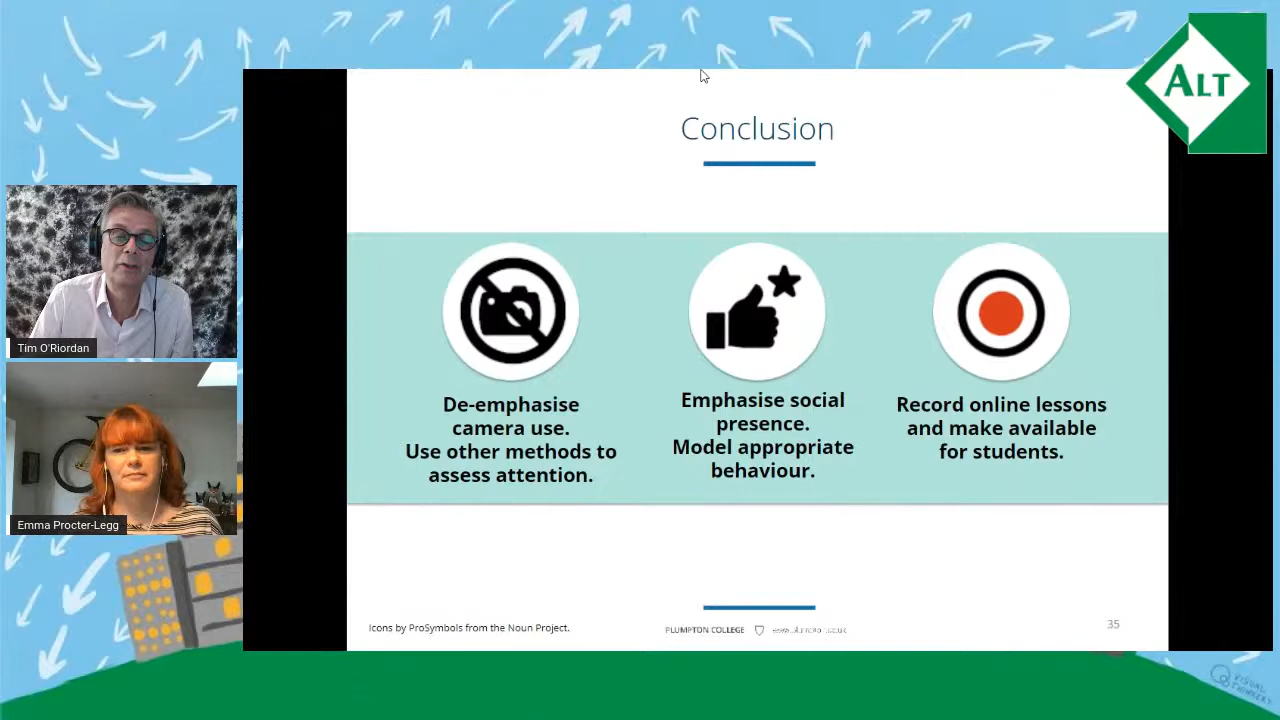 ALT
Conclusion
Tim O'Riordan
Emma Procter-Legg
De-emphasise
camera use.
Use other methods to
assess attention.
Emphasise social
presence.
Model appropriate
behaviour.
Record online lessons
and make available
for students.
Icons by ProSymbols from the Noun Project.
PLUMPTON COLLEGE
35
VISUAL
THINKERY